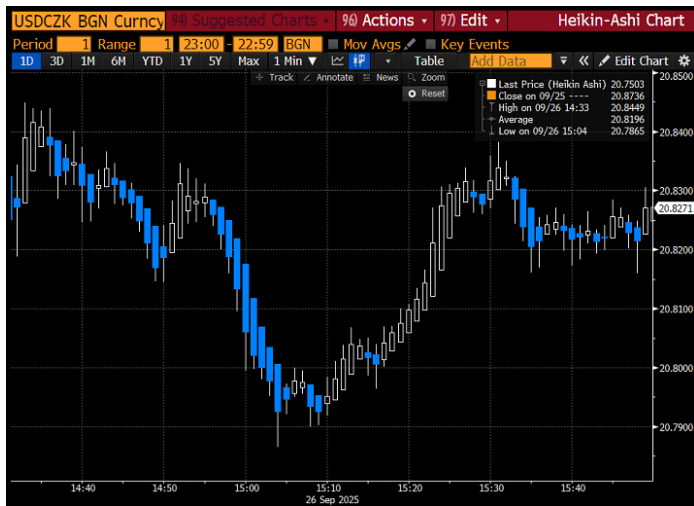 USDCZK BGN Curncy 94) Suggested Charts 96) Actions 97) Edit Heikin-Ashi Chart
Period 1 Range 1 23:00 - 22:59 BGN Mov Avgs Key Events
1D 3D 1M 6M YTD 1Y 5Y Max 1 Min ▼ Table Add Data « Edit Chart
Track Annotate News Zoom
Reset
Last Price (Heikin Ashi) 20.7503
Close on 09/25 ---- 20.8736
High on 09/26 14:33 20.8449
Average 20.8196
Low on 09/26 15:04 20.7865
20.8500
20.8400
20.8300
20.8271
20.8200
20.8100
20.8000
20.7900
14:40 14:50 15:00 15:10 15:20 15:30 15:40
26 Sep 2025